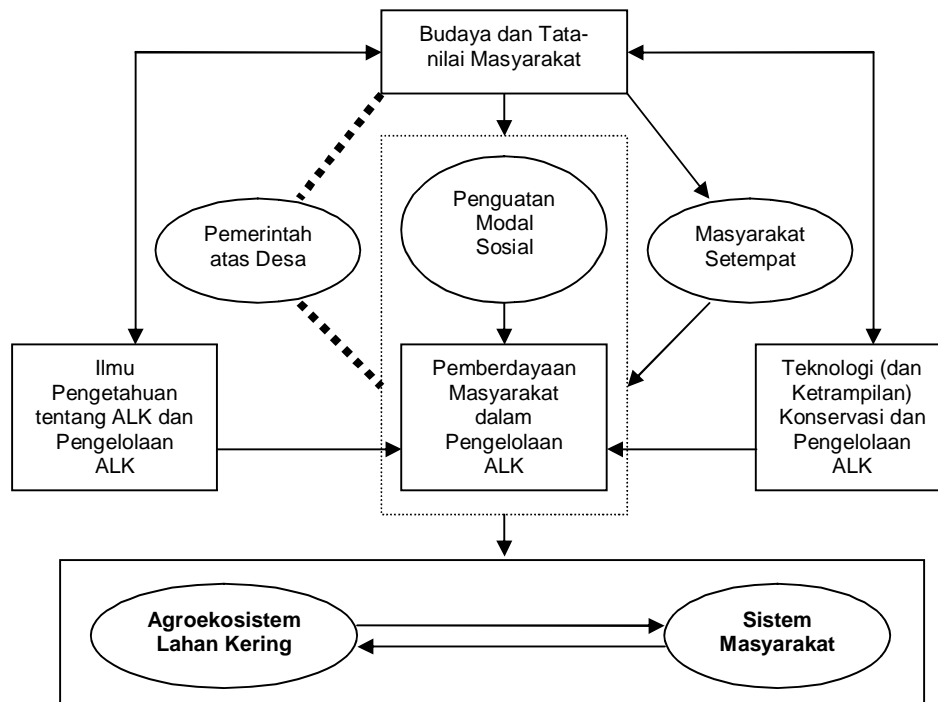 Budaya dan Tata-
nilai Masyarakat
Penguatan
Modal
Sosial
Pemerintah
atas Desa
Masyarakat
Setempat
Ilmu
Pengetahuan
tentang ALK dan
Pengelolaan
ALK
Pemberdayaan
Masyarakat
dalam
Pengelolaan
ALK
Teknologi (dan
Ketrampilan)
Konservasi dan
Pengelolaan
ALK
Agroekosistem
Lahan Kering
Sistem
Masyarakat